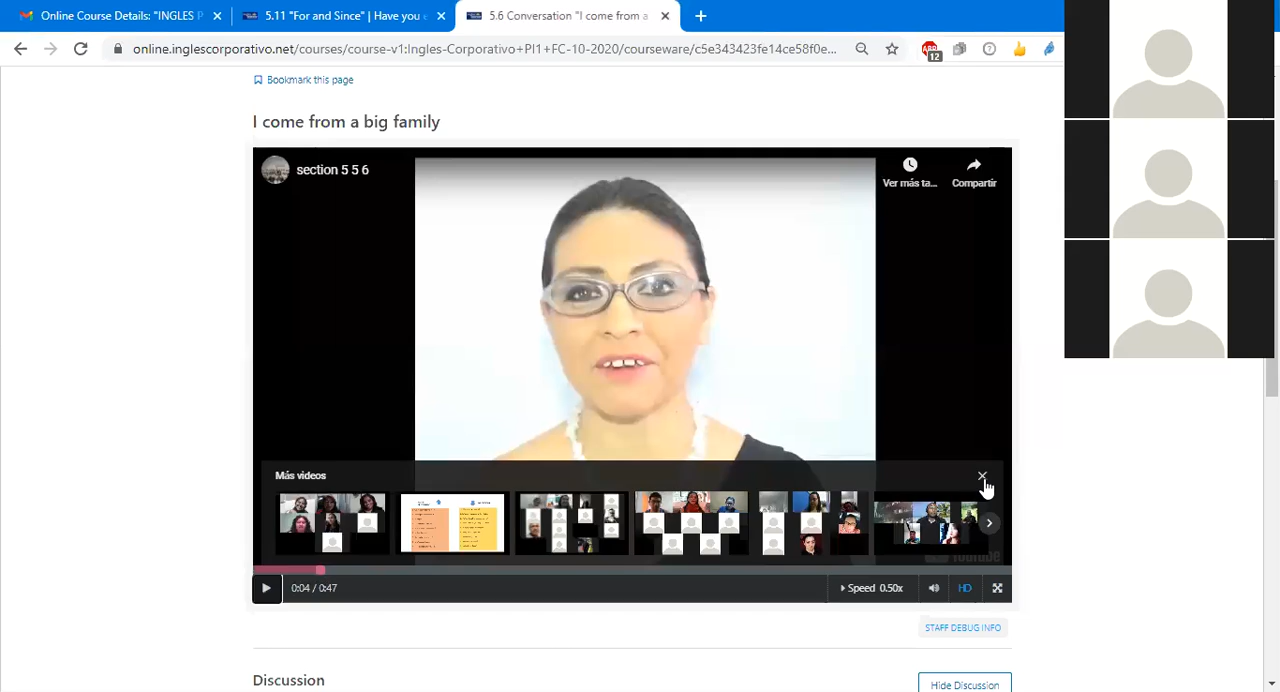 Online Course Details: "INGLES P
5.11 "For and Since" | Have you e
5.6 Conversation "I come from a
online.inglescorporativo.net/courses/course-v1:Ingles-Corporativo+PI1+FC-10-2020/courseware/c5e343423fe14ce58f0e...
ABP
12
Bookmark this page
I come from a big family
section 5 5 6
Ver más ta...
Compartir
Más videos
YouTube
0:04 / 0:47
Speed 0.50x
HD
STAFF DEBUG INFO
Discussion
Hide Discussion